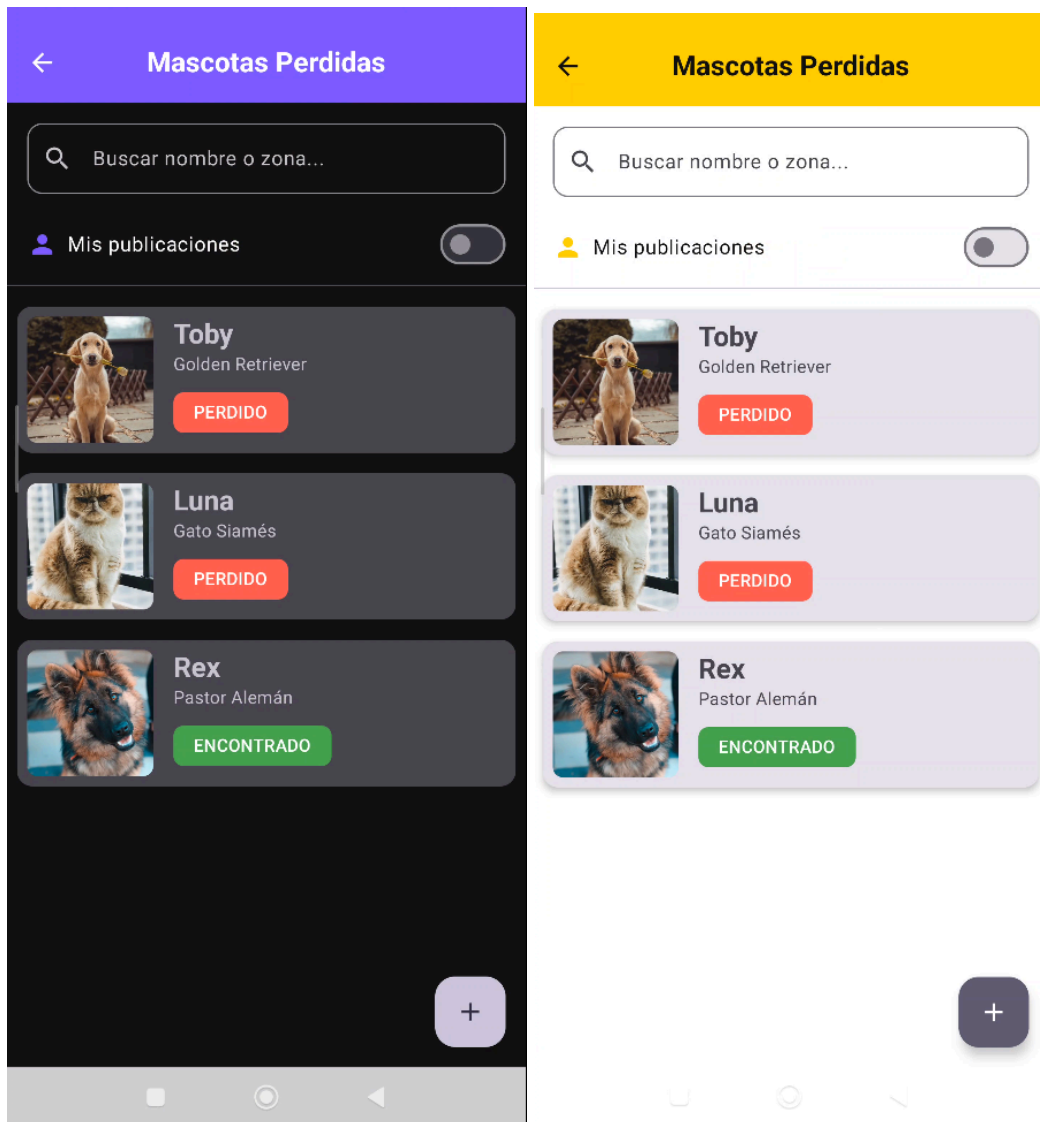 Mascotas Perdidas
Buscar nombre o zona...
Mis publicaciones
Toby
Golden Retriever
PERDIDO
Luna
Gato Siamés
PERDIDO
Rex
Pastor Alemán
ENCONTRADO
+
Mascotas Perdidas
Buscar nombre o zona...
Mis publicaciones
Toby
Golden Retriever
PERDIDO
Luna
Gato Siamés
PERDIDO
Rex
Pastor Alemán
ENCONTRADO
+